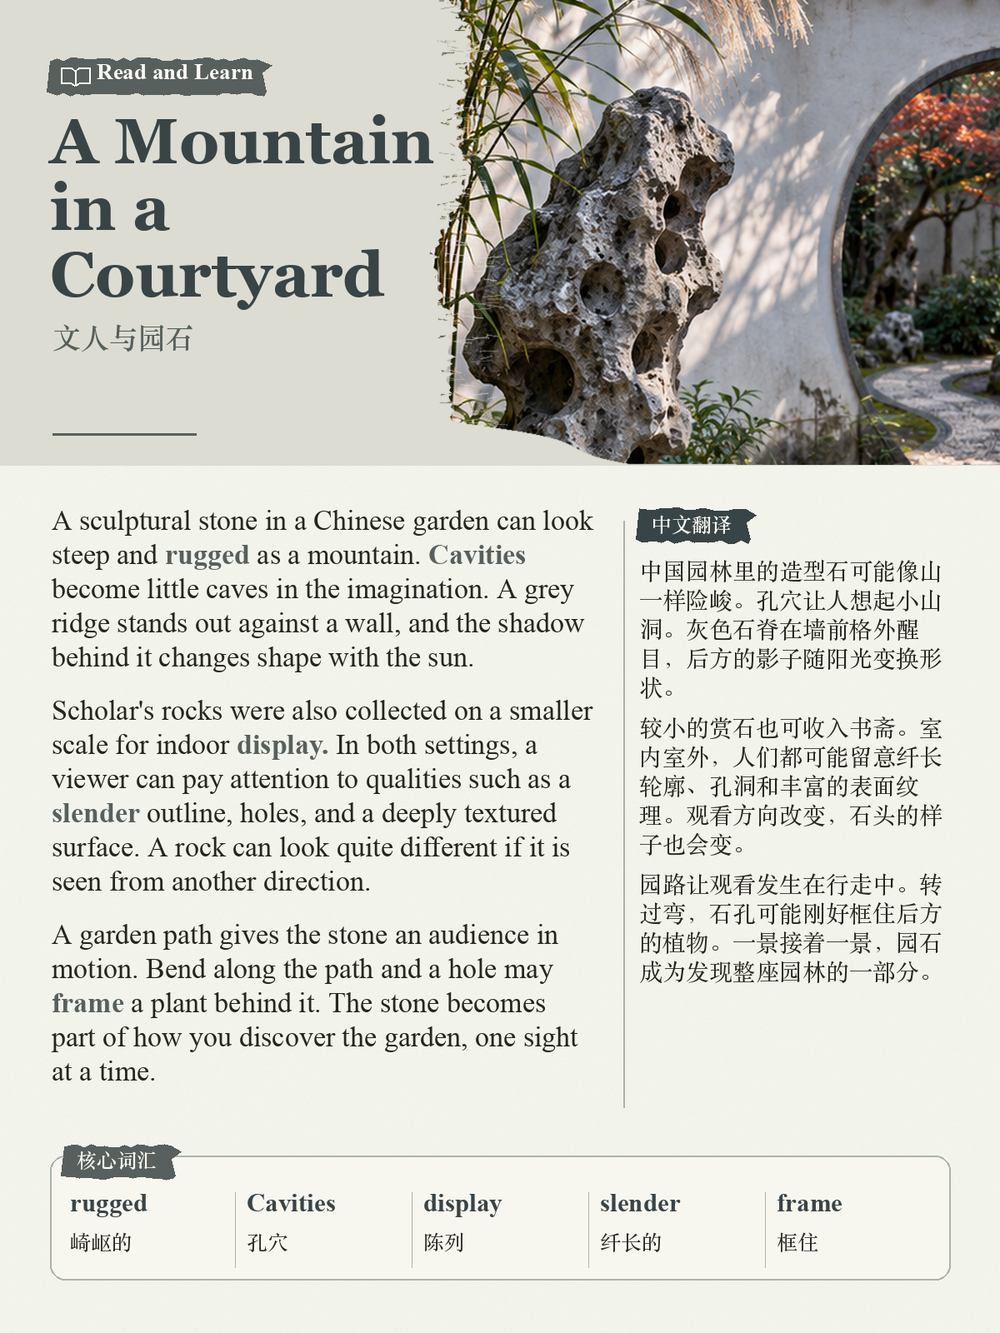 Read and Learn
A Mountain
in a
Courtyard
文人与园石
A sculptural stone in a Chinese garden can look
steep and rugged as a mountain. Cavities
become little caves in the imagination. A grey
ridge stands out against a wall, and the shadow
behind it changes shape with the sun.
Scholar's rocks were also collected on a smaller
scale for indoor display. In both settings, a
viewer can pay attention to qualities such as a
slender outline, holes, and a deeply textured
surface. A rock can look quite different if it is
seen from another direction.
A garden path gives the stone an audience in
motion. Bend along the path and a hole may
frame a plant behind it. The stone becomes
part of how you discover the garden, one sight
at a time.
中文翻译
中国园林里的造型石可能像山
一样险峻。孔穴让人想起小山
洞。灰色石脊在墙前格外醒
目，后方的影子随阳光变换形
状。
较小的赏石也可收入书斋。室
内室外，人们都可能留意纤长
轮廓、孔洞和丰富的表面纹
理。观看方向改变，石头的样
子也会变。
园路让观看发生在行走中。转
过弯，石孔可能刚好框住后方
的植物。一景接着一景，园石
成为发现整座园林的一部分。
核心词汇
rugged
崎岖的
Cavities
孔穴
display
陈列
slender
纤长的
frame
框住